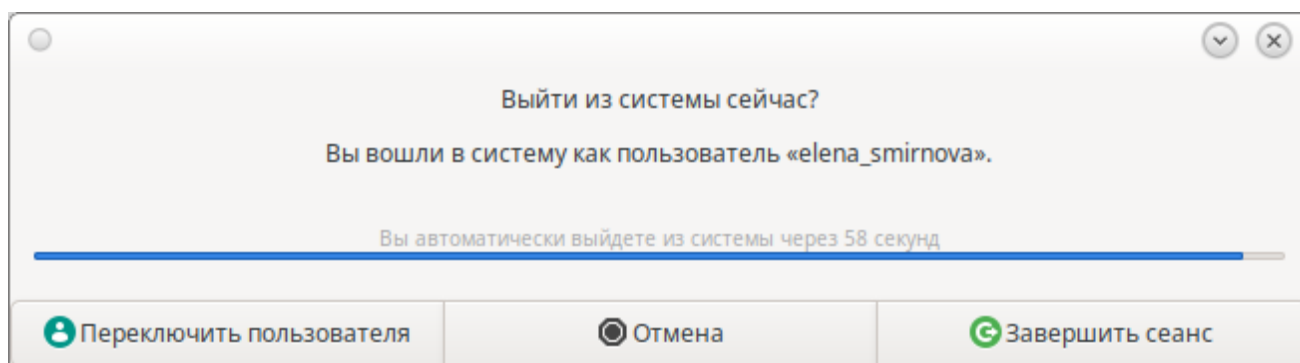 Выйти из системы сейчас?
Вы вошли в систему как пользователь «elena_smirnova».
Вы автоматически выйдете из системы через 58 секунд
Переключить пользователя
Отмена
Завершить сеанс